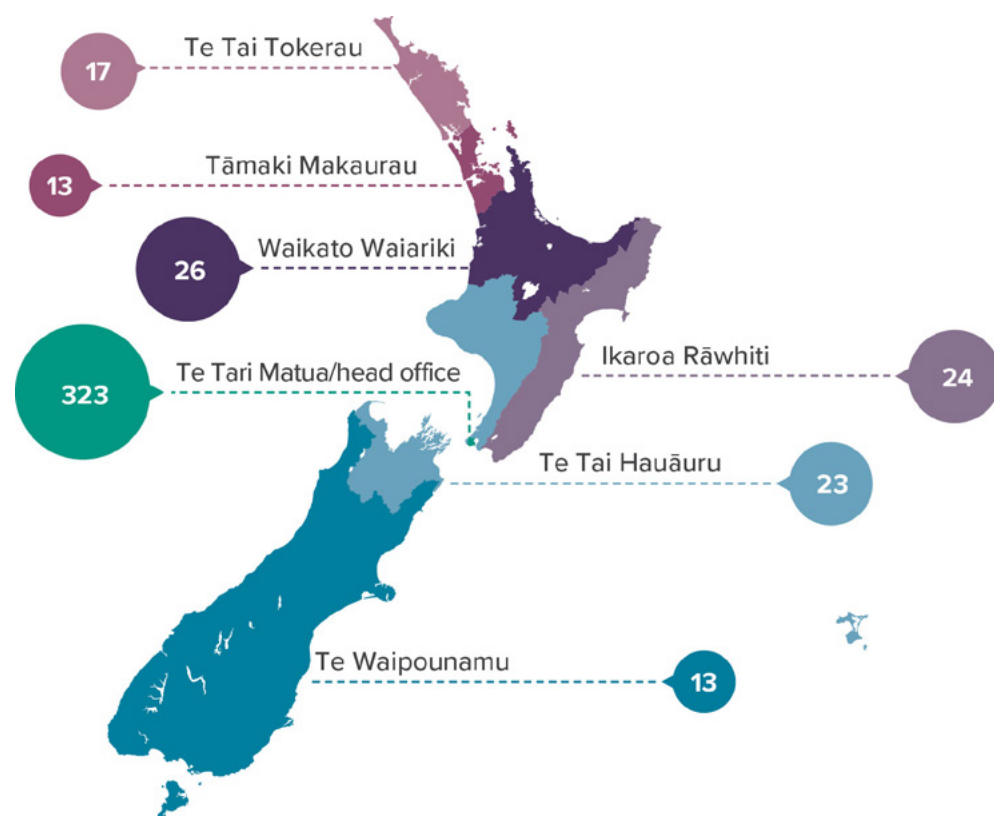 Te Tai Tokerau
17
Tāmaki Makaurau
13
Waikato Waiariki
26
Te Tari Matua/head office
323
Ikaroa Rāwhiti
24
Te Tai Hauāuru
23
Te Waipounamu
13